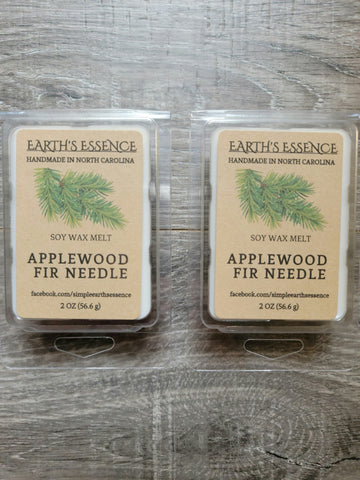 EARTH'S ESSENCE
HANDMADE IN NORTH CAROLINA
SOY WAX MELT
APPLEWOOD
FIR NEEDLE
facebook.com/simpleearthsessence
2 OZ (56.6 g)
EARTH'S ESSENCE
HANDMADE IN NORTH CAROLINA
SOY WAX MELT
APPLEWOOD
FIR NEEDLE
facebook.com/simpleearthsessence
2 OZ (56.6 g)